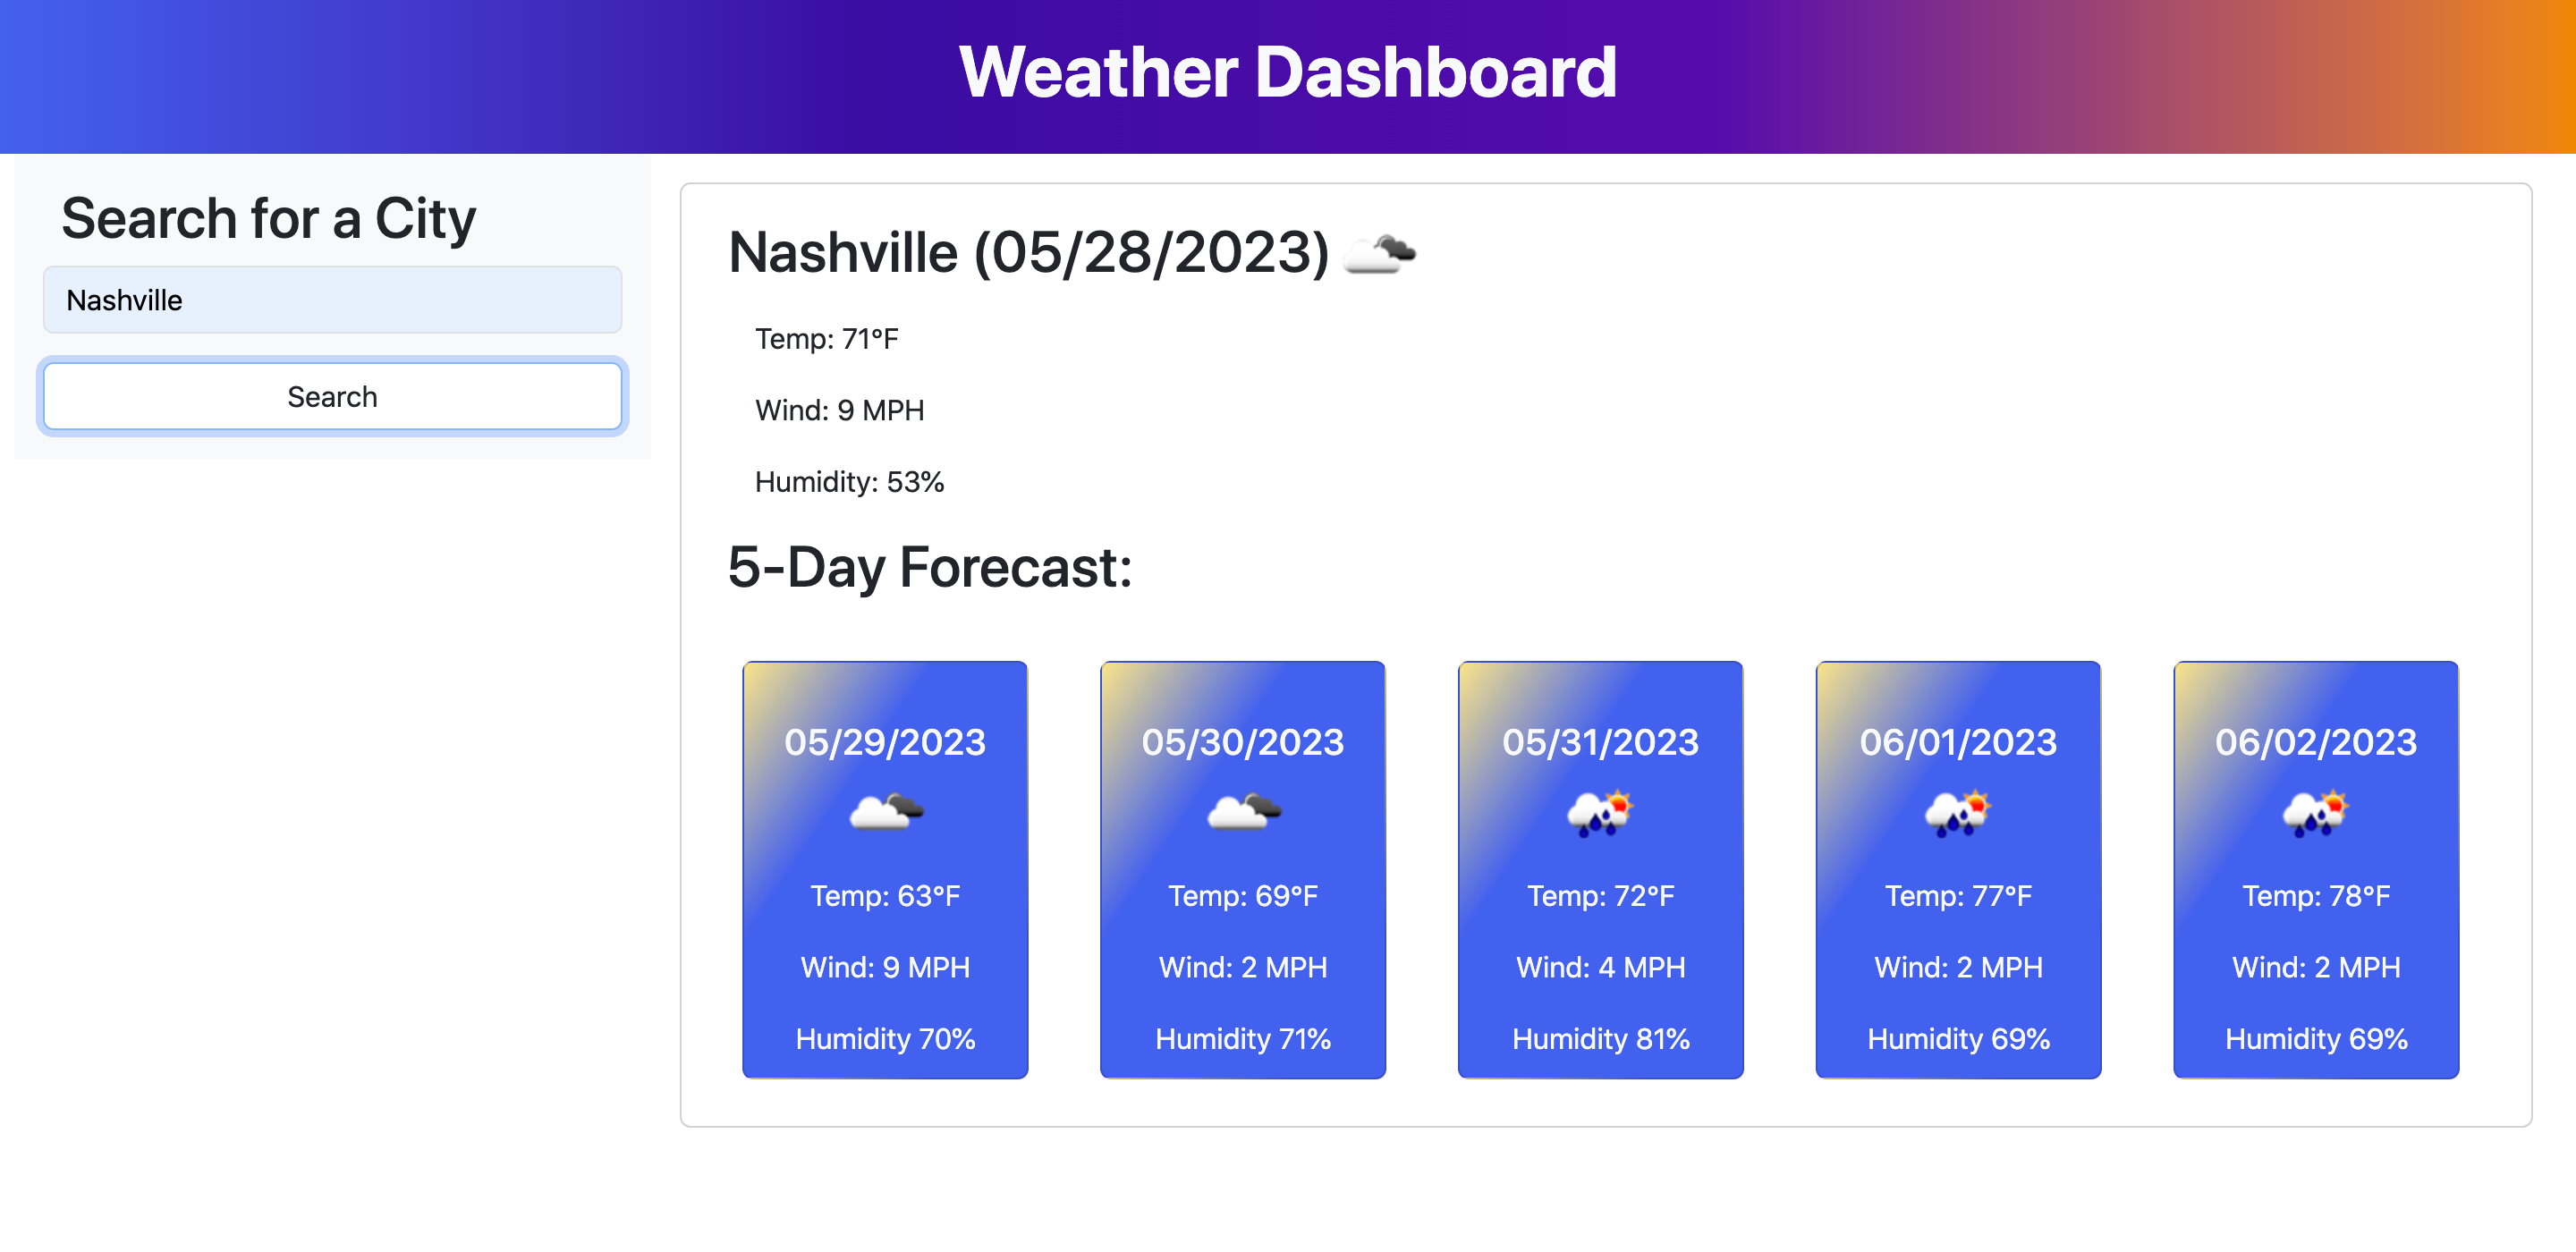 Weather Dashboard
Search for a City
Nashville
Search
Nashville (05/28/2023)
Temp: 71°F
Wind: 9 MPH
Humidity: 53%
5-Day Forecast:
05/29/2023
Temp: 63°F
Wind: 9 MPH
Humidity 70%
05/30/2023
Temp: 69°F
Wind: 2 MPH
Humidity 71%
05/31/2023
Temp: 72°F
Wind: 4 MPH
Humidity 81%
06/01/2023
Temp: 77°F
Wind: 2 MPH
Humidity 69%
06/02/2023
Temp: 78°F
Wind: 2 MPH
Humidity 69%